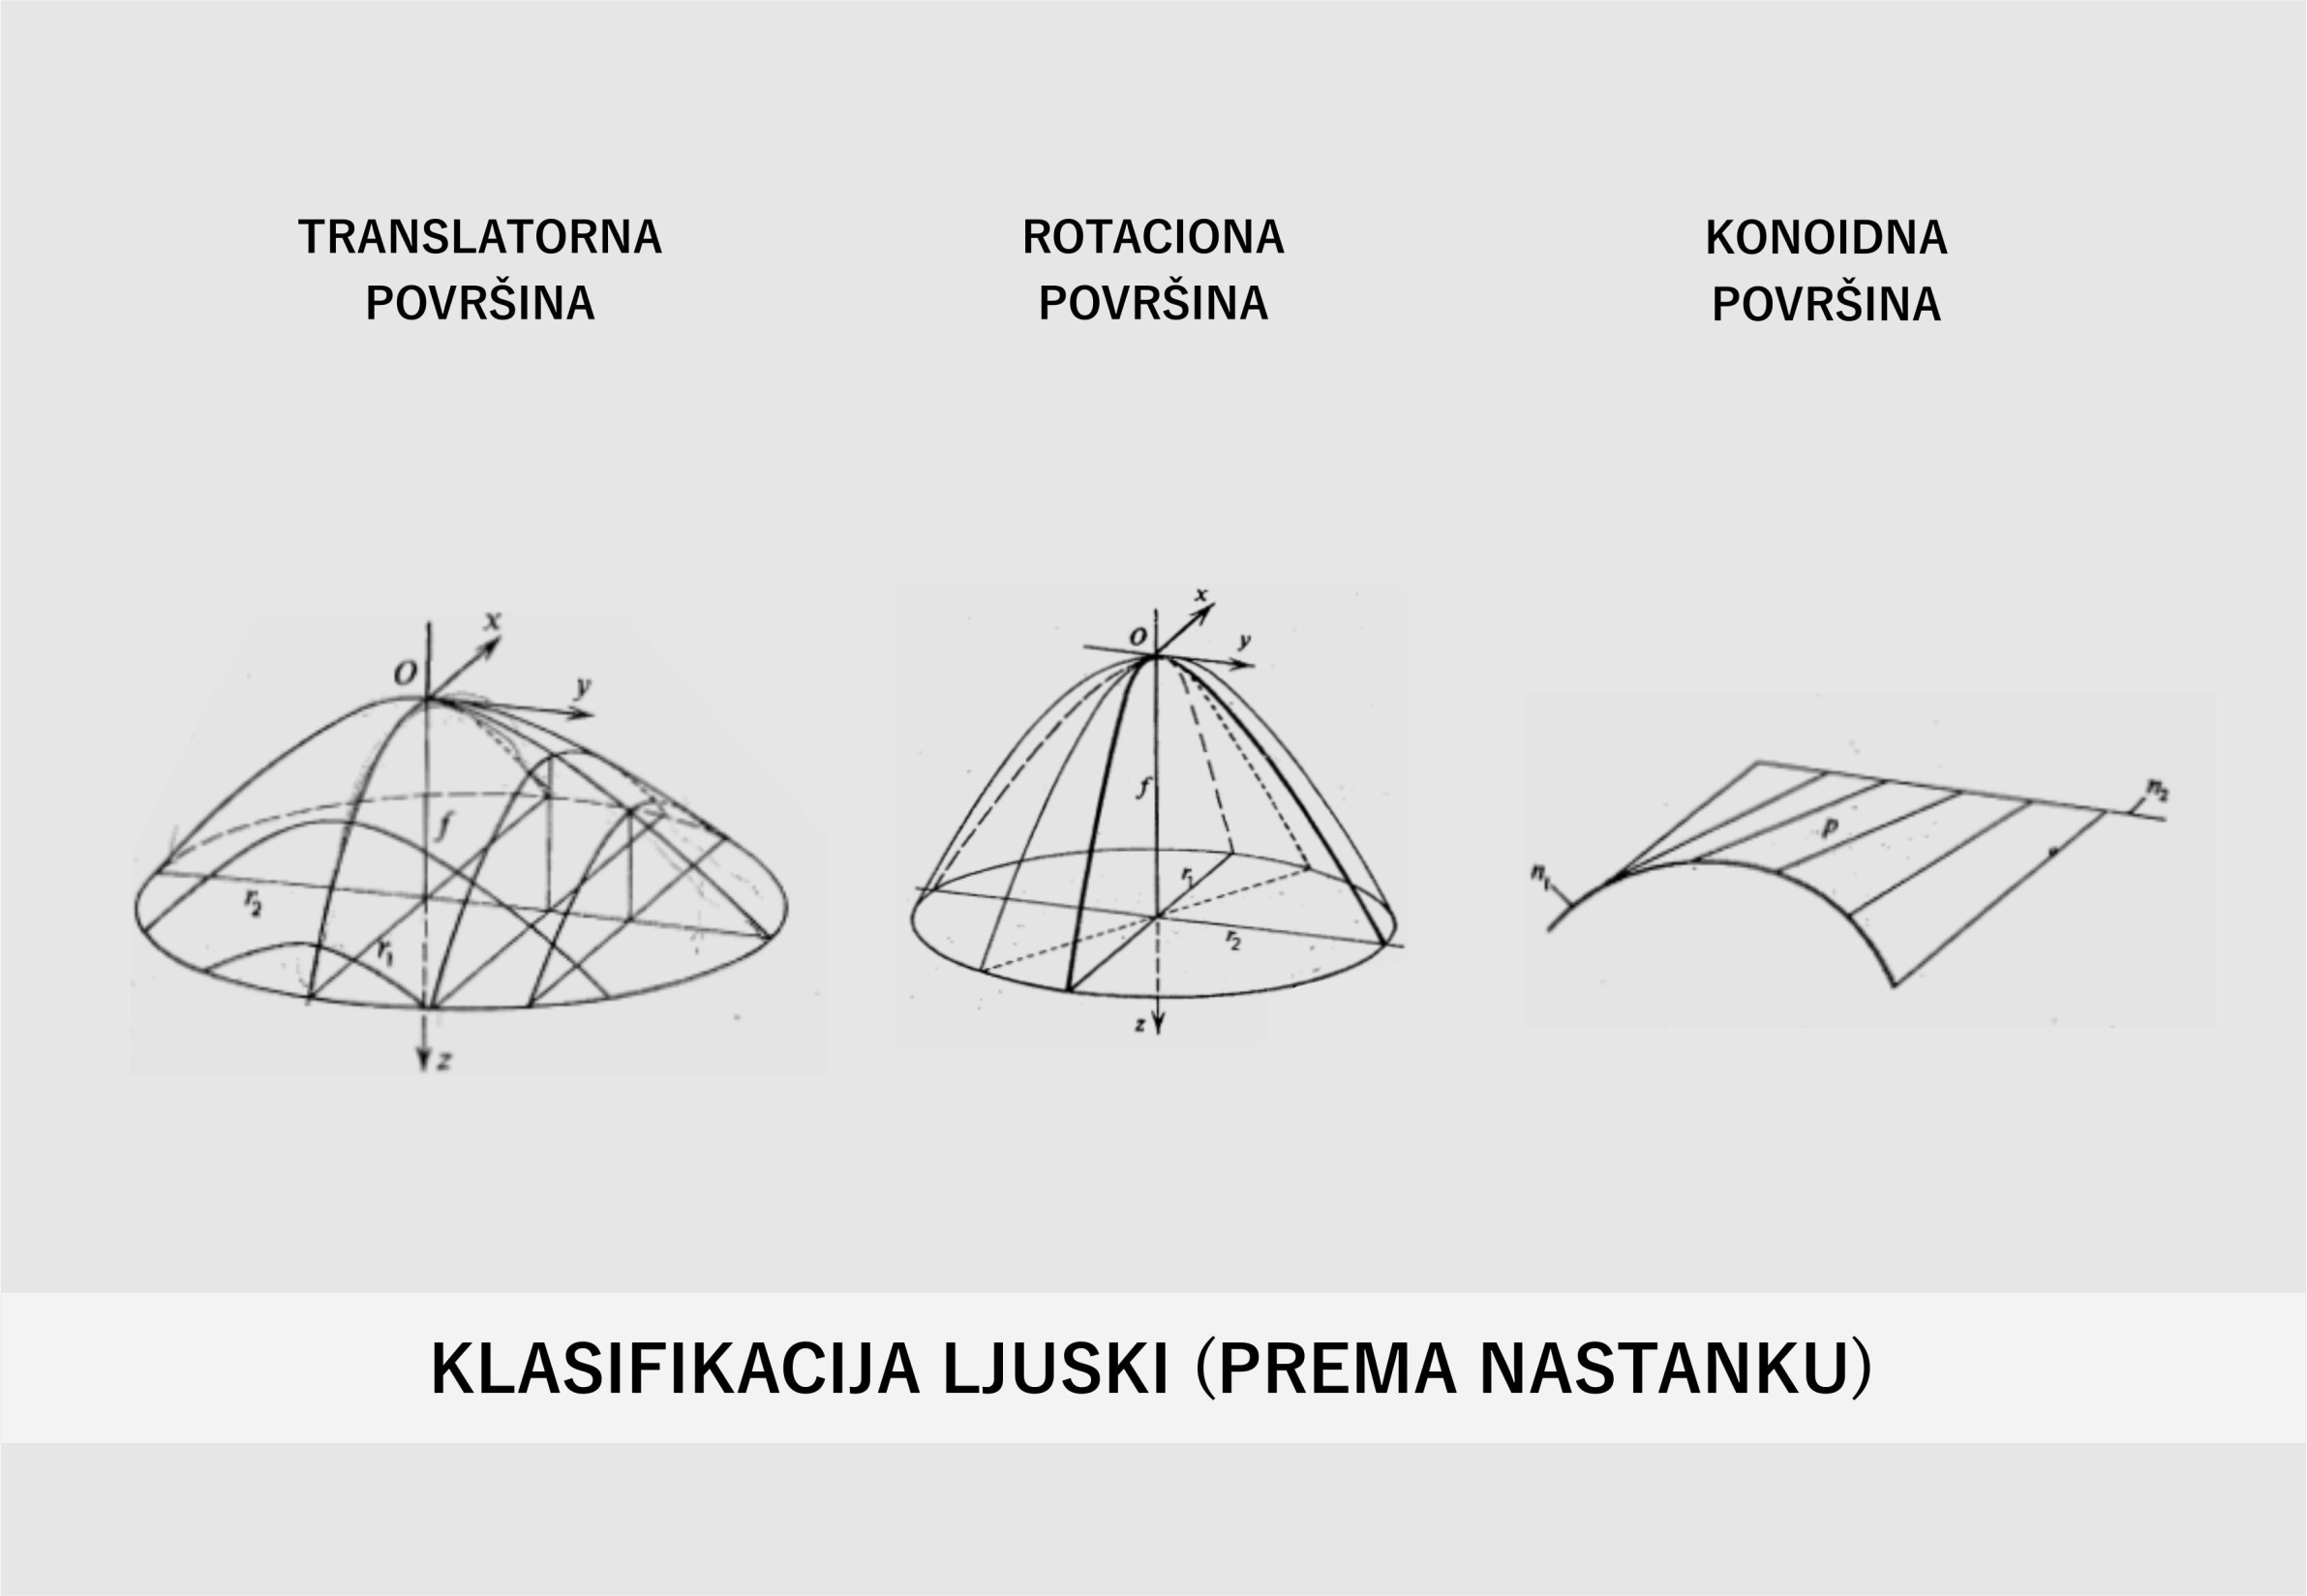 TRANSLATORNA
POVRŠINA
ROTACIONA
POVRŠINA
KONOIDNA
POVRŠINA
x
O
y
f
r2
r1
z
x
O
y
f
r1
r2
z
n2
p
n1
KLASIFIKACIJA LJUSKI (PREMA NASTANKU)